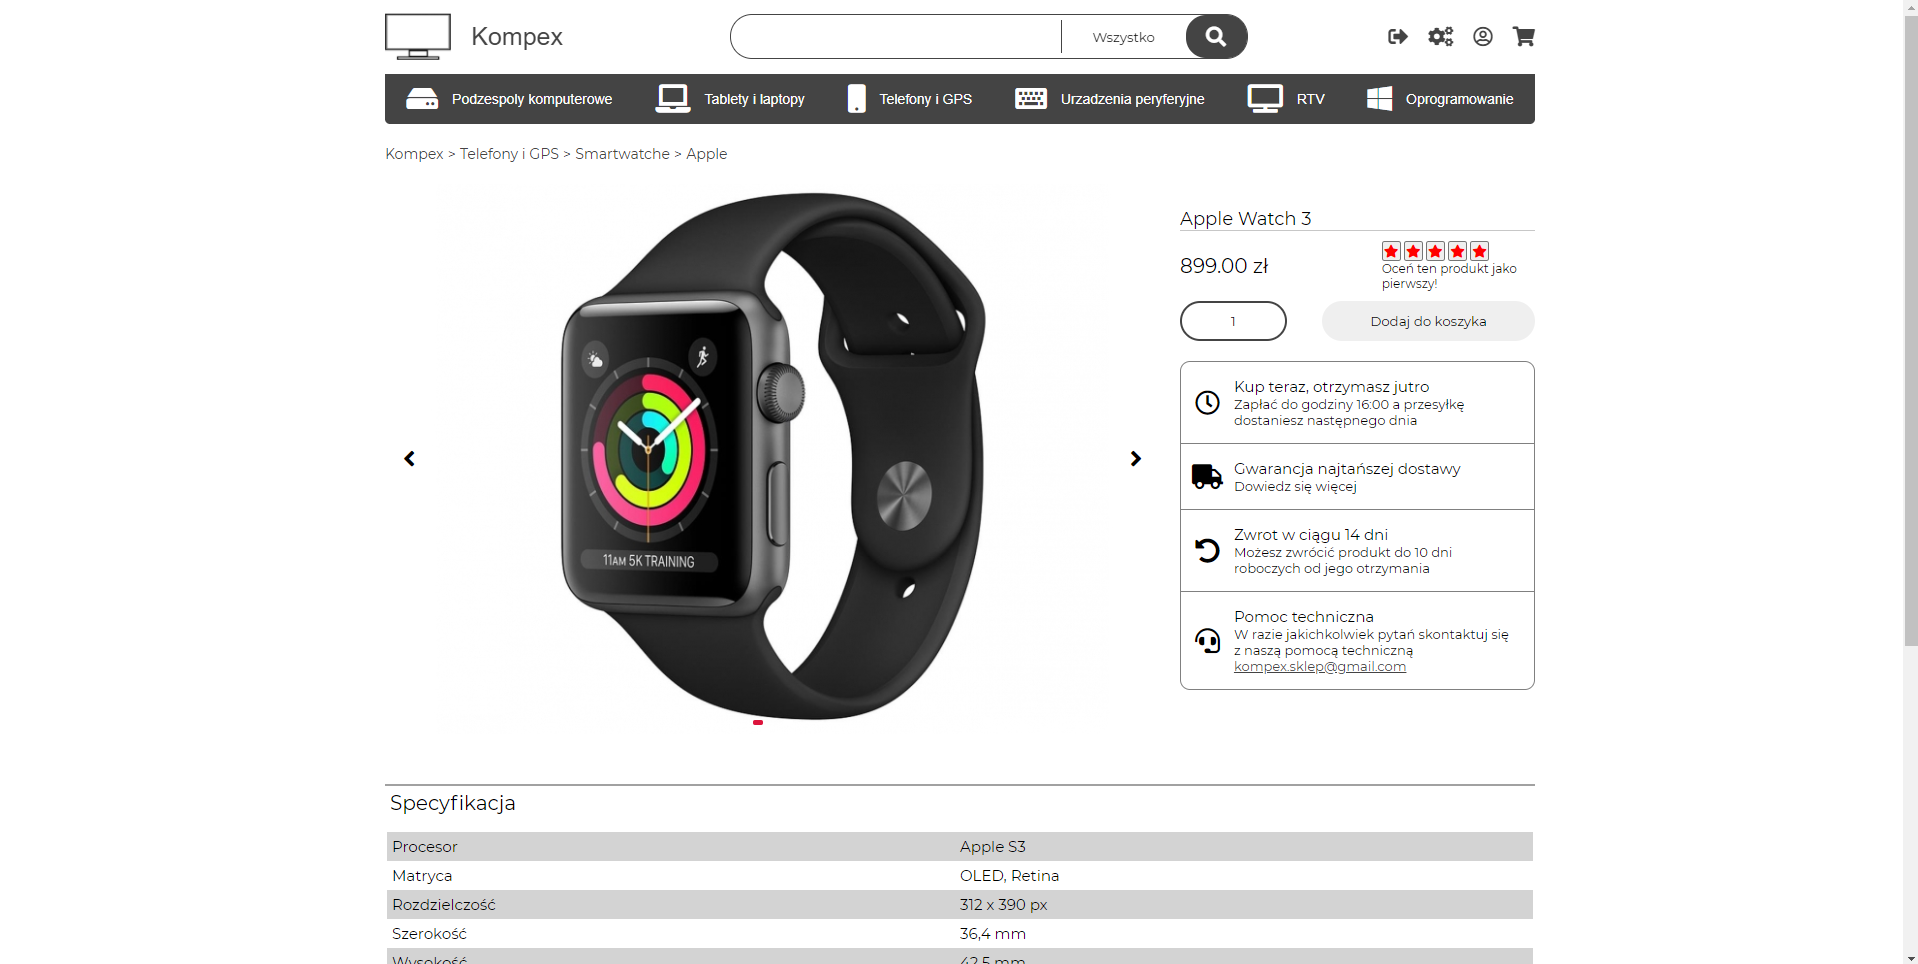 Kompex
Wszystko
Podzespoly komputerowe
Tablety i laptopy
Telefony i GPS
Urzadzenia peryferyjne
RTV
Oprogramowanie
Kompex > Telefony i GPS > Smartwatche > Apple
11AM 5K TRAINING
Apple Watch 3
899.00 zł
Oceń ten produkt jako
pierwszy!
1
Dodaj do koszyka
Kup teraz, otrzymasz jutro
Zapłać do godziny 16:00 a przesyłkę
dostaniesz następnego dnia
Gwarancja najtańszej dostawy
Dowiedz się więcej
Zwrot w ciągu 14 dni
Możesz zwrócić produkt do 10 dni
roboczych od jego otrzymania
Pomoc techniczna
W razie jakichkolwiek pytań skontaktuj się
z naszą pomocą techniczną
kompex.sklep@gmail.com
Specyfikacja
Procesor Apple S3
Matryca OLED, Retina
Rozdzielczość 312 x 390 px
Szerokość 36,4 mm
Wysokość 42,5 mm